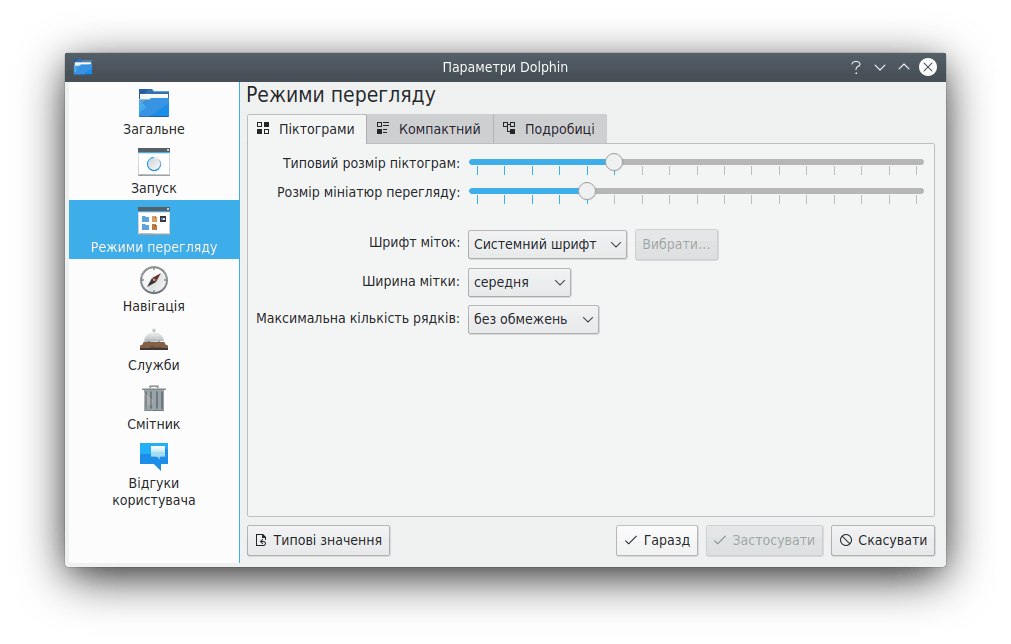 Параметри Dolphin
Загальне
Запуск
Режими перегляду
Навігація
Служби
Смітник
Відгуки
користувача
Режими перегляду
Піктограми
Компактний
Подробиці
Типовий розмір піктограм:
Розмір мініатюр перегляду:
Шрифт міток: Системний шрифт Вибрати...
Ширина мітки: середня
Максимальна кількість рядків: без обмежень
Типові значення
Гаразд
Застосувати
Скасувати